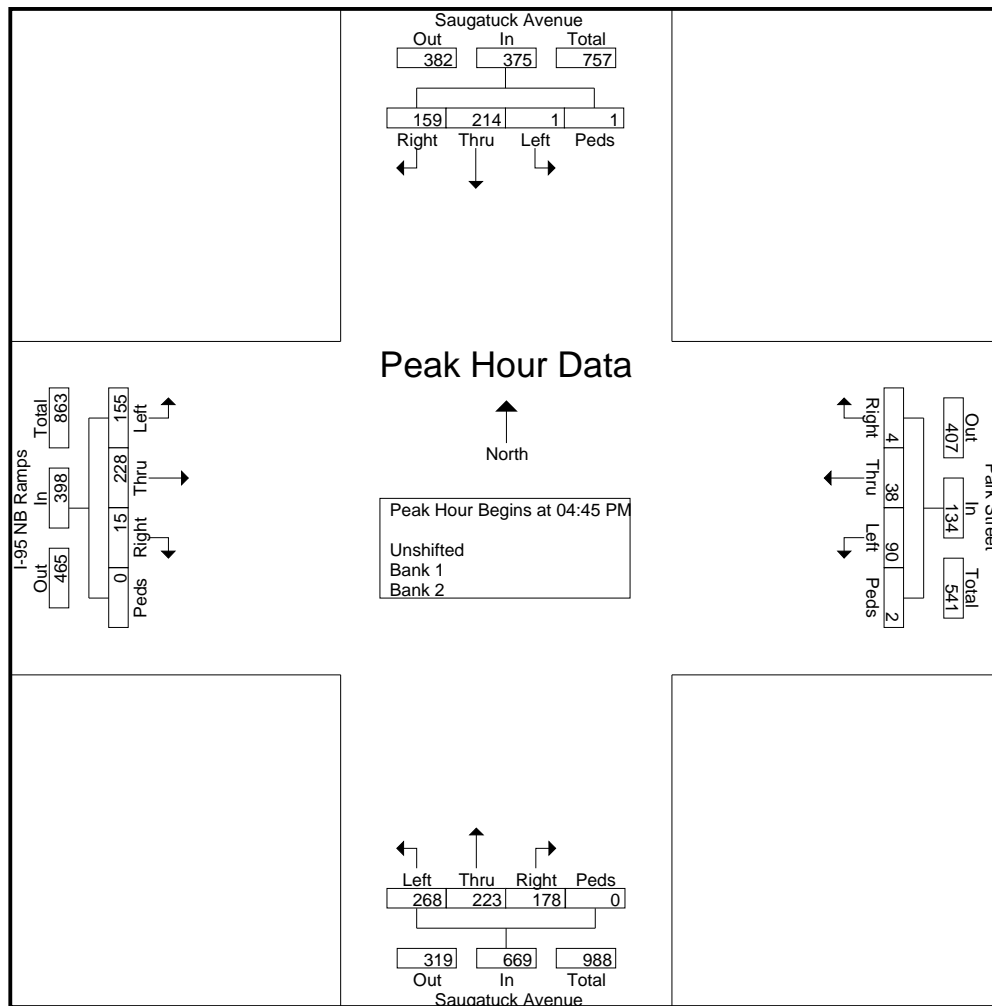 Saugatuck Avenue
Out In Total
382 375 757
159 214 1 1
Right Thru Left Peds
Peak Hour Data
North
Peak Hour Begins at 04:45 PM
Unshifted
Bank 1
Bank 2
I-95 NB Ramps
Out In Total
465 398 863
Left Thru Right Peds
155 228 15 0
Park Street
Out In Total
407 134 541
Right Thru Left Peds
4 38 90 2
Left Thru Right Peds
268 223 178 0
319 669 988
Out In Total
Saugatuck Avenue